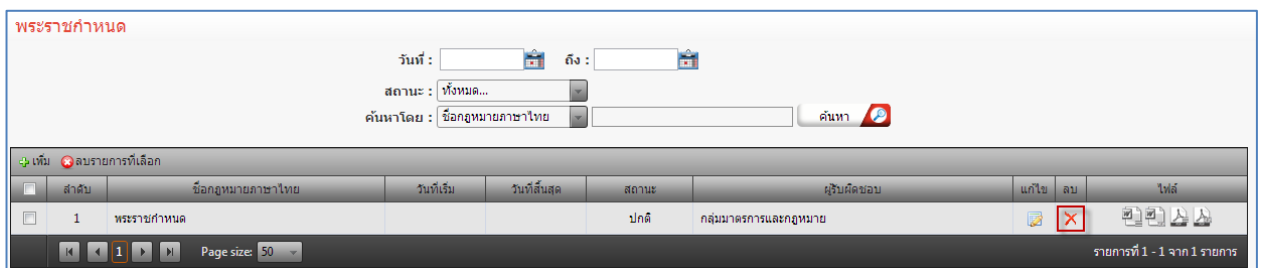 พระราชกำหนด
วันที่ : ถึง :
สถานะ : ทั้งหมด...
ค้นหาโดย : ชื่อกฎหมายภาษาไทย ค้นหา
เพิ่ม ลบรายการที่เลือก
ลำดับ ชื่อกฎหมายภาษาไทย วันที่เริ่ม วันที่สิ้นสุด สถานะ ผู้รับผิดชอบ แก้ไข ลบ ไฟล์
1 พระราชกำหนด ปกติ กลุ่มมาตรการและกฎหมาย
1 Page size: 50 รายการที่ 1 - 1 จาก 1 รายการ